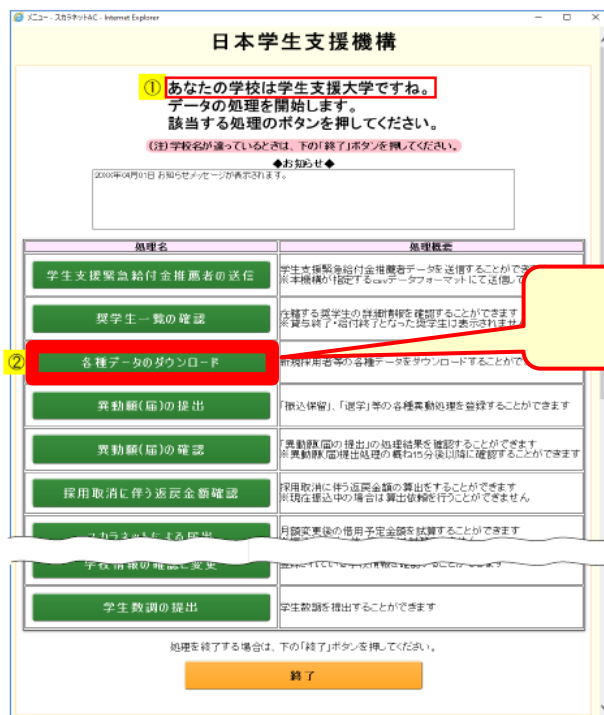 メニュー - スカラネットAC - Internet Explorer
日本学生支援機構
① あなたの学校は学生支援大学ですね。
データの処理を開始します。
該当する処理のボタンを押してください。
(注)学校名が違っているときは、下の「終了」ボタンを押してください。
◆お知らせ◆
20XX年04月01日 お知らせメッセージが表示されます。
処理名 処理概要
学生支援緊急給付金推薦者の送信
学生支援緊急給付金推薦者データを送信することができ
※本機構が指定するcsvデータフォーマットにて送信して
奨学生一覧の確認
在籍する奨学生の詳細情報を確認することができます
※貸与終了・給付終了となった奨学生は表示されませ
② 各種データのダウンロード
新規採用者等の各種データをダウンロードすることがで
異動願(届)の提出
「振込保留」、「退学」等の各種異動処理を登録することができます
異動願(届)の確認
「異動願(届)の提出」の処理結果を確認することができます
※異動願(届)提出処理の概ね15分後以降に確認することができます
採用取消に伴う返戻金額確認
採用取消に伴う返戻金額の算出をすることができます
※現在振込中の場合は算出依頼を行うことができません
月額変更後の借用予定金額を試算することができます
学校情報の確認と変更
学生数調の提出
学生数調を提出することができます
処理を終了する場合は、下の「終了」ボタンを押してください。
終了